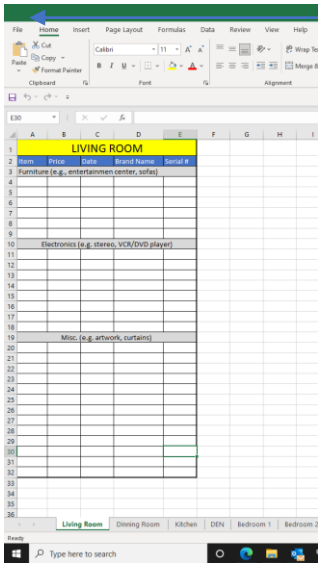 File Home Insert Page Layout Formulas Data Review View Help
Cut
Calibri 11 A A Wrap Te
Paste Copy
Format Painter B I U A Merge &
Clipboard Font Alignment
E30 fx
A B C D E F G H I
1 LIVING ROOM
2 Item Price Date Brand Name Serial #
3 Furniture (e.g., entertainmen center, sofas)
4
5
6
7
8
9
10 Electronics (e.g. stereo, VCR/DVD player)
11
12
13
14
15
16
17
18
19 Misc. (e.g. artwork, curtains)
20
21
22
23
24
25
26
27
28
29
30
31
32
33
34
35
36
Living Room Dinning Room Kitchen DEN Bedroom 1 Bedroom 2
Ready
Type here to search